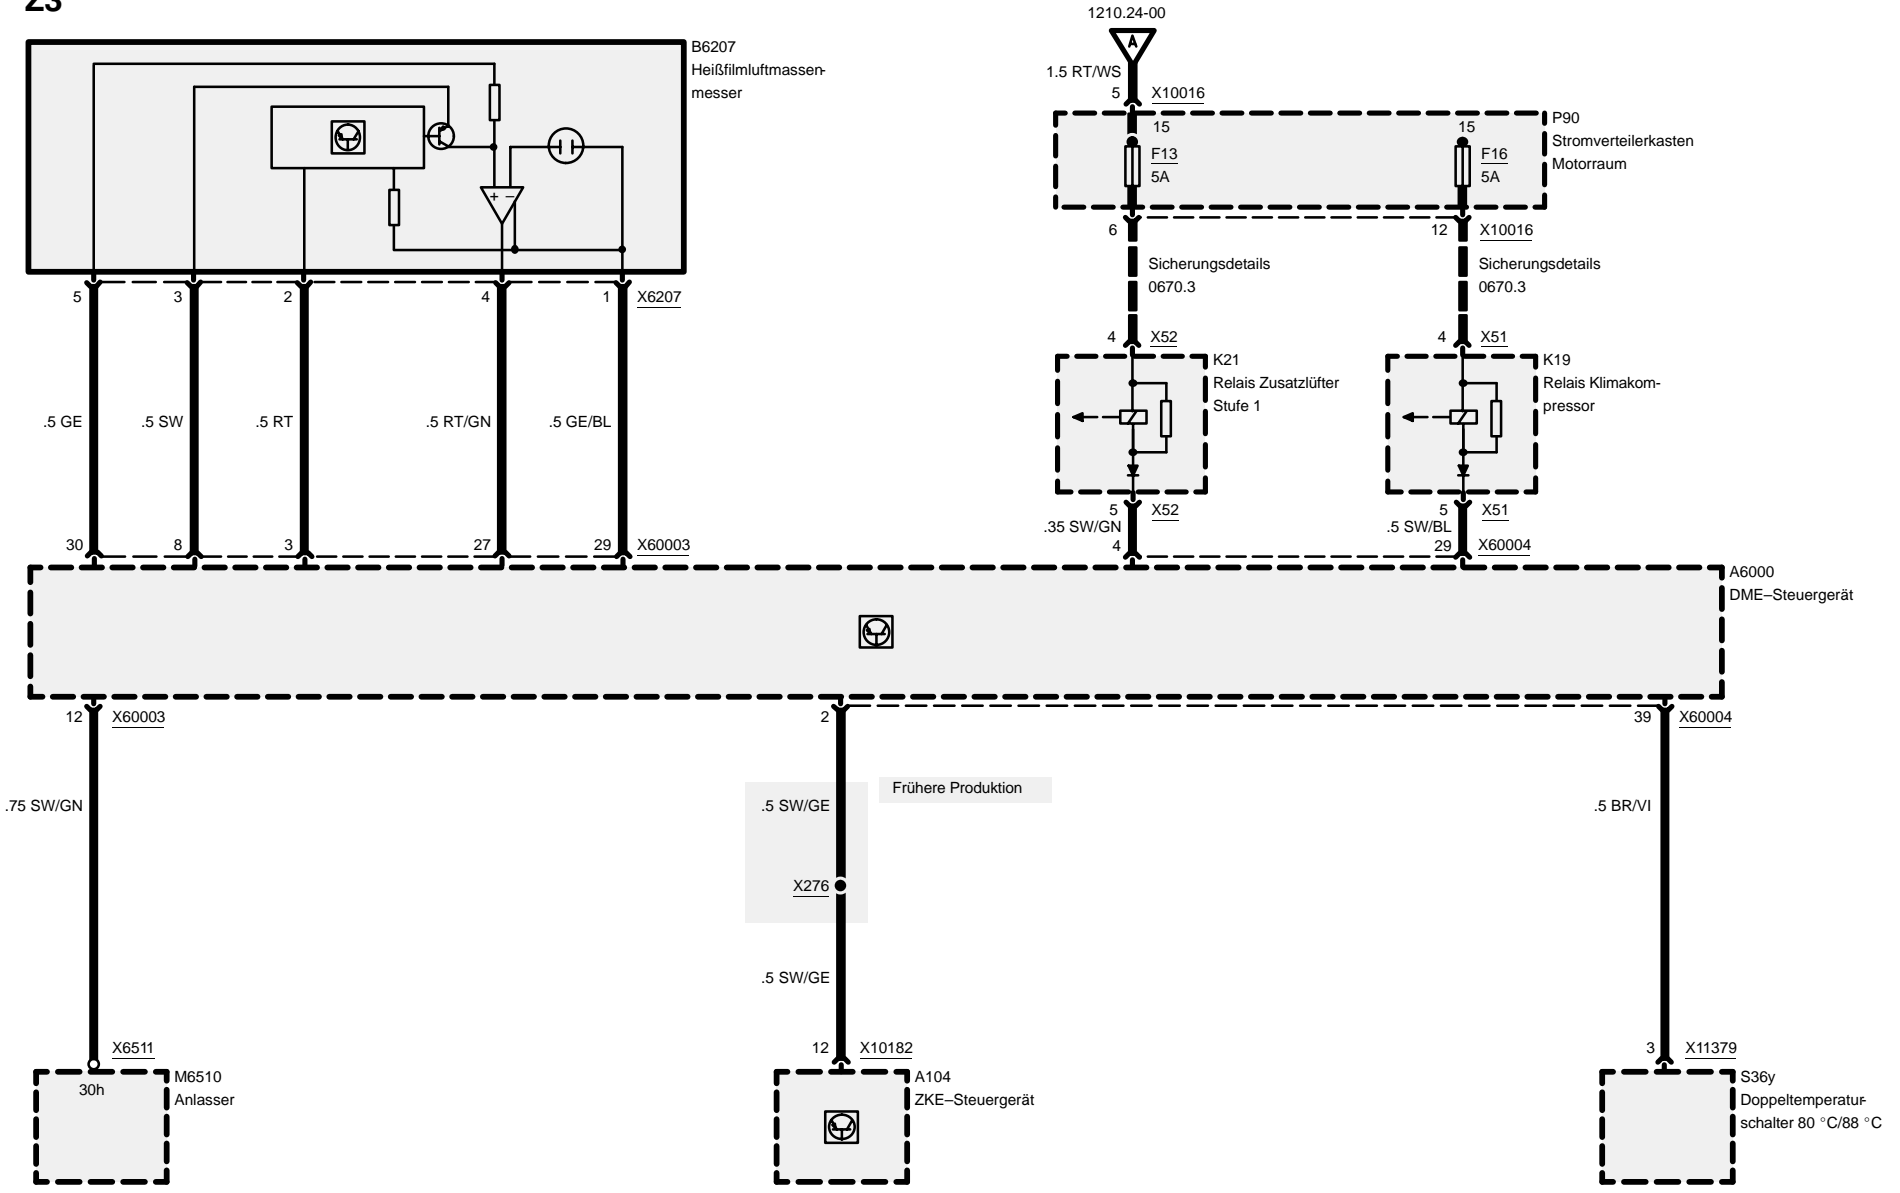 Z3
1210.24-00
A
1.5 RT/WS
5 X10016
B6207
Heißfilmluftmassen-
messer
+ −
P90
Stromverteilerkasten
Motorraum
15 15
F13 F16
5A 5A
6 12 X10016
Sicherungsdetails Sicherungsdetails
0670.3 0670.3
5 3 2 4 1 X6207
4 X52 4 X51
K21
Relais Zusatzlüfter
Stufe 1
K19
Relais Klimakom-
pressor
.5 GE .5 SW .5 RT .5 RT/GN .5 GE/BL
5 X52 5 X51
.35 SW/GN .5 SW/BL
30 8 3 27 29 X60003 4 29 X60004
A6000
DME–Steuergerät
12 X60003 2 39 X60004
Frühere Produktion
.75 SW/GN .5 SW/GE .5 BR/VI
X276
.5 SW/GE
X6511 12 X10182 3 X11379
30h
M6510
Anlasser
A104
ZKE–Steuergerät
S36y
Doppeltemperatur-
schalter 80 °C/88 °C